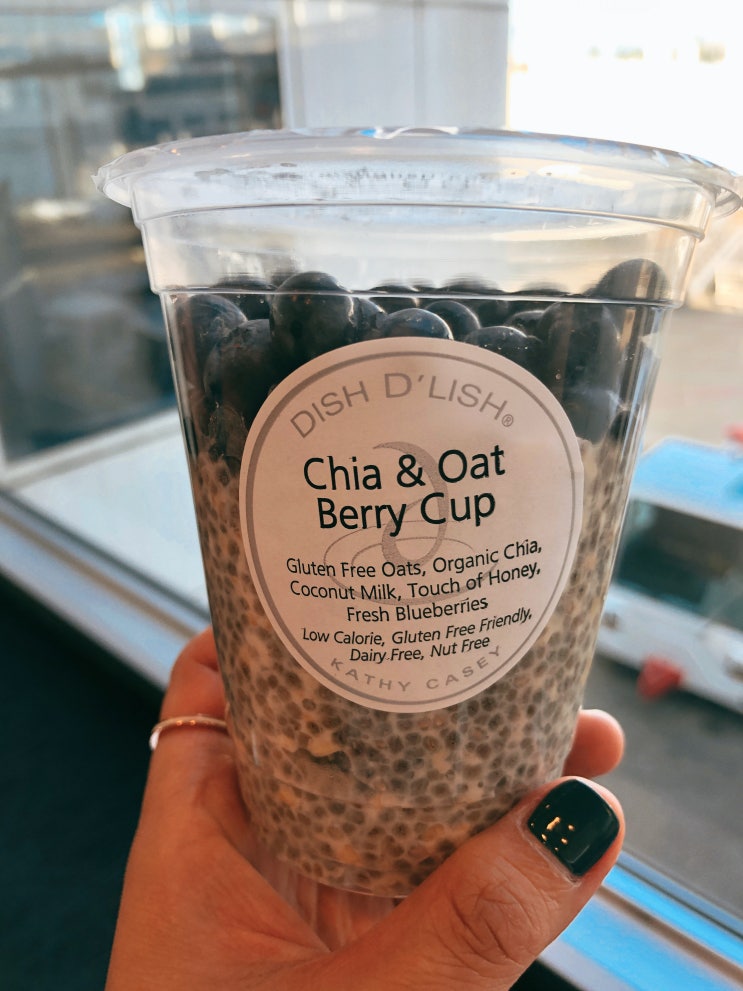 DISH D'LISH®
Chia & Oat
Berry Cup
Gluten Free Oats, Organic Chia,
Coconut Milk, Touch of Honey,
Fresh Blueberries
Low Calorie, Gluten Free Friendly,
Dairy Free, Nut Free
KATHY CASEY